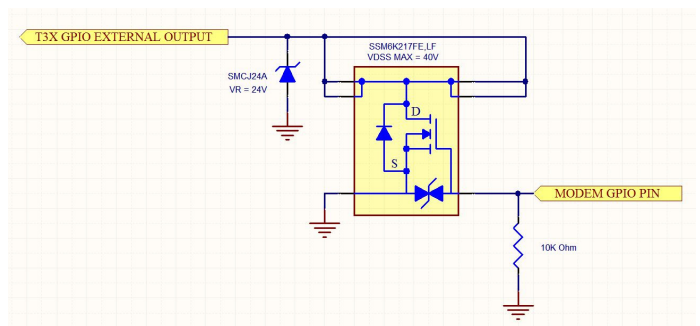 T3X GPIO EXTERNAL OUTPUT
SSM6K217FE,LF
VDSS MAX = 40V
SMCJ24A
VR = 24V
D
S
MODEM GPIO PIN
10K Ohm